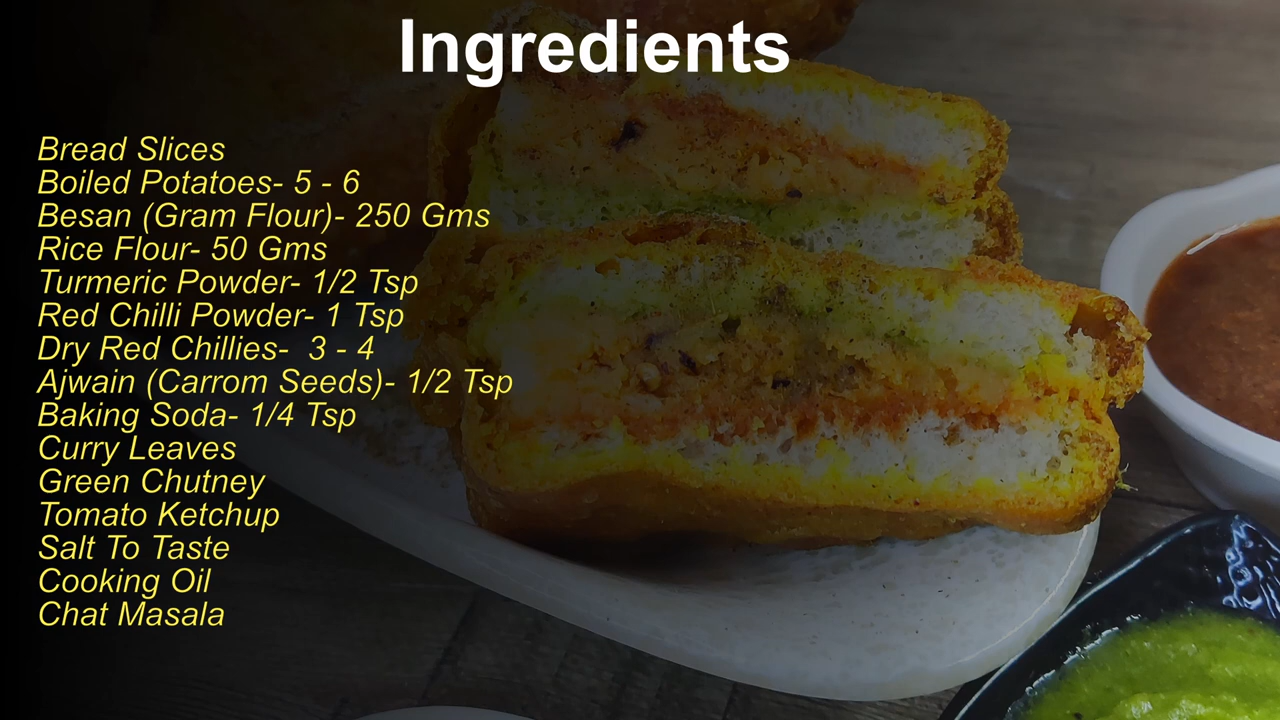 Ingredients
Bread Slices
Boiled Potatoes- 5 - 6
Besan (Gram Flour)- 250 Gms
Rice Flour- 50 Gms
Turmeric Powder- 1/2 Tsp
Red Chilli Powder- 1 Tsp
Dry Red Chillies-  3 - 4
Ajwain (Carrom Seeds)- 1/2 Tsp
Baking Soda- 1/4 Tsp
Curry Leaves
Green Chutney
Tomato Ketchup
Salt To Taste
Cooking Oil
Chat Masala